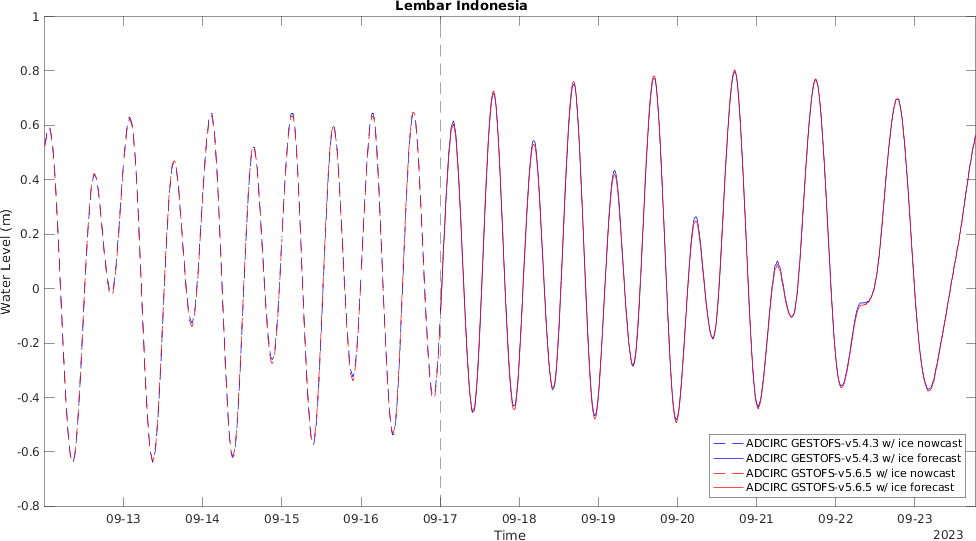 Lembar Indonesia
Water Level (m)
1
0.8
0.6
0.4
0.2
0
-0.2
-0.4
-0.6
-0.8
09-13 09-14 09-15 09-16 09-17 09-18 09-19 09-20 09-21 09-22 09-23
Time
2023
ADCIRC GESTOFS-v5.4.3 w/ ice nowcast
ADCIRC GESTOFS-v5.4.3 w/ ice forecast
ADCIRC GSTOFS-v5.6.5 w/ ice nowcast
ADCIRC GSTOFS-v5.6.5 w/ ice forecast